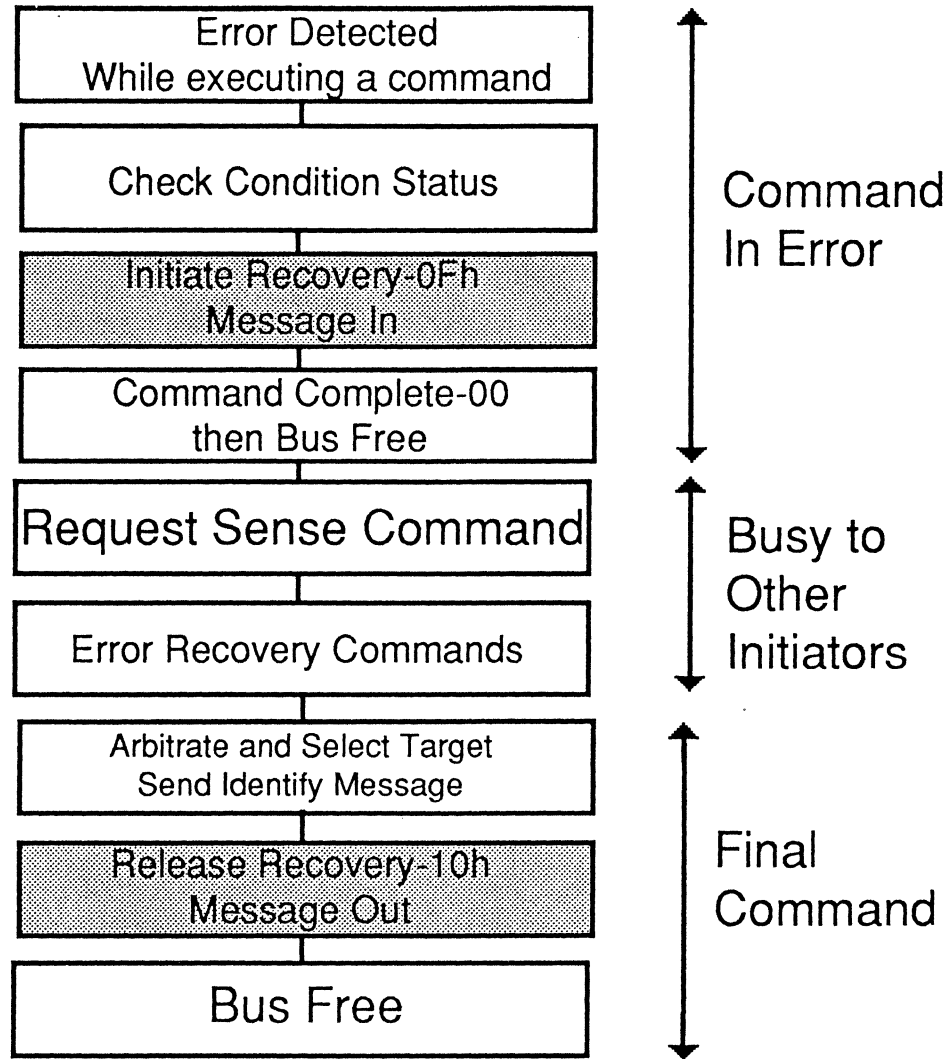 Error Detected
While executing a command
Check Condition Status
Initiate Recovery-0Fh
Message In
Command Complete-00
then Bus Free
Command
In Error
Request Sense Command
Error Recovery Commands
Busy to
Other
Initiators
Arbitrate and Select Target
Send Identify Message
Release Recovery-10h
Message Out
Bus Free
Final
Command